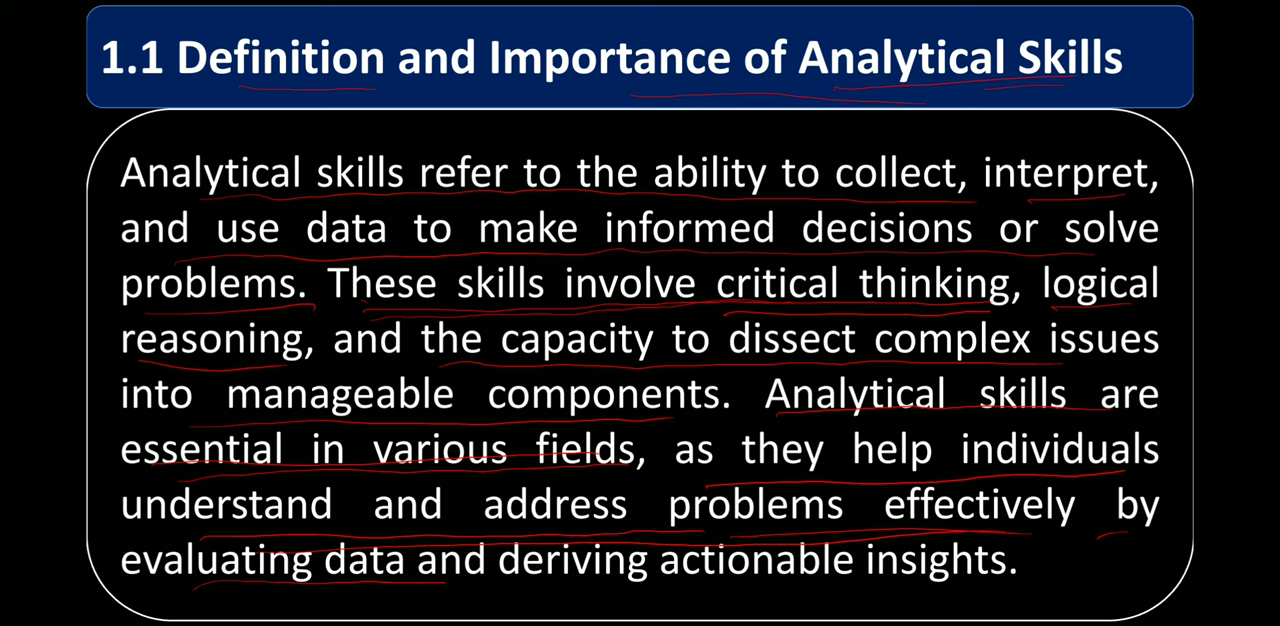 1.1 Definition and Importance of Analytical Skills
Analytical skills refer to the ability to collect, interpret,
and use data to make informed decisions or solve
problems. These skills involve critical thinking, logical
reasoning, and the capacity to dissect complex issues
into manageable components. Analytical skills are
essential in various fields, as they help individuals
understand and address problems effectively by
evaluating data and deriving actionable insights.